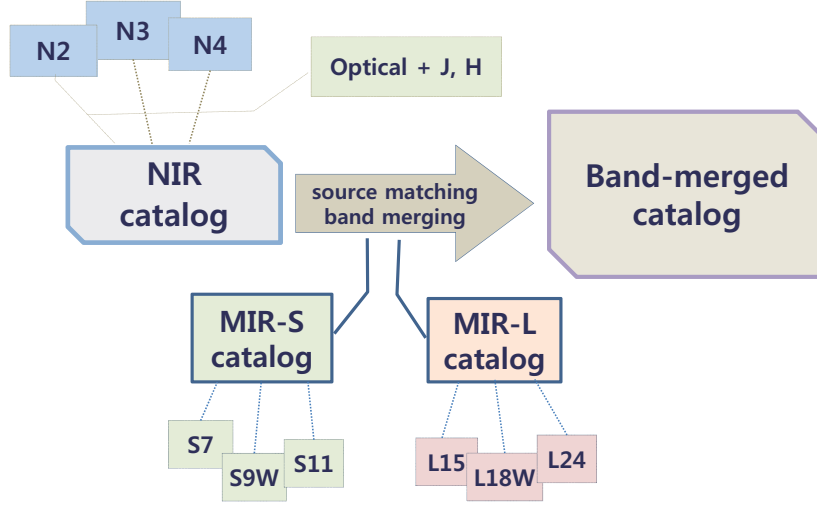 N2
N3
N4
Optical + J, H
NIR
catalog
source matching
band merging
Band-merged
catalog
MIR-S
catalog
MIR-L
catalog
S7
S9W
S11
L15
L18W
L24